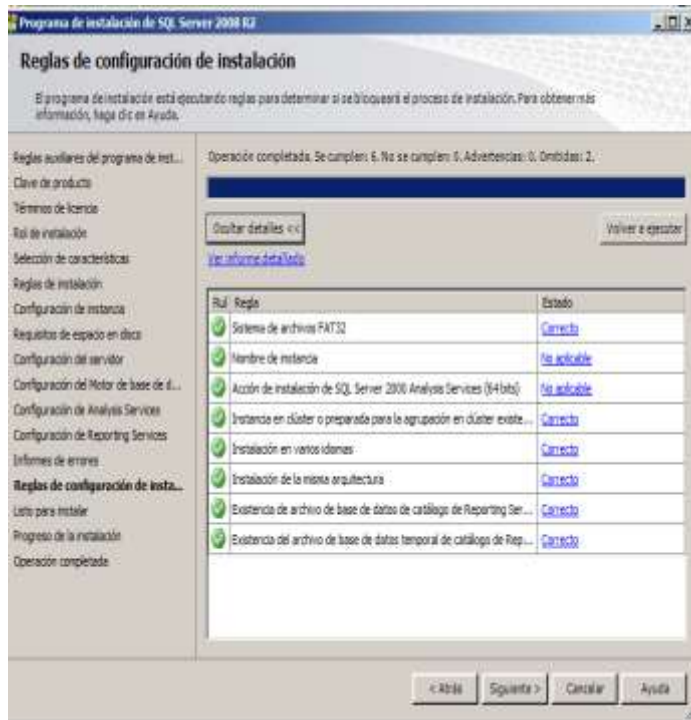 Programa de instalación de SQL Server 2008 R2
Reglas de configuración de instalación
El programa de instalación está ejecutando reglas para determinar si se bloqueará el proceso de instalación. Para obtener más
información, haga clic en Ayuda.
Reglas auxiliares del programa de inst...
Clave de producto
Términos de licencia
Rol de instalación
Selección de características
Reglas de instalación
Configuración de instancia
Requisitos de espacio en disco
Configuración del servidor
Configuración del Motor de base de d...
Configuración de Analysis Services
Configuración de Reporting Services
Informes de errores
Reglas de configuración de insta...
Listo para instalar
Progreso de la instalación
Operación completada
Operación completada. Se cumplen: 6. No se cumplen: 0. Advertencias: 0. Omitidas: 2.
Ocultar detalles <<
Volver a ejecutar
Ver informe detallado
Rul Regla Estado
Sistema de archivos FAT32 Correcto
Nombre de instancia No aplicable
Acción de instalación de SQL Server 2000 Analysis Services (64 bits) No aplicable
Instancia en clúster o preparada para la agrupación en clúster existe... Correcto
Instalación en varios idiomas Correcto
Instalación de la misma arquitectura Correcto
Existencia de archivo de base de datos de catálogo de Reporting Ser... Correcto
Existencia del archivo de base de datos temporal de catálogo de Rep... Correcto
< Atrás
Siguiente >
Cancelar
Ayuda